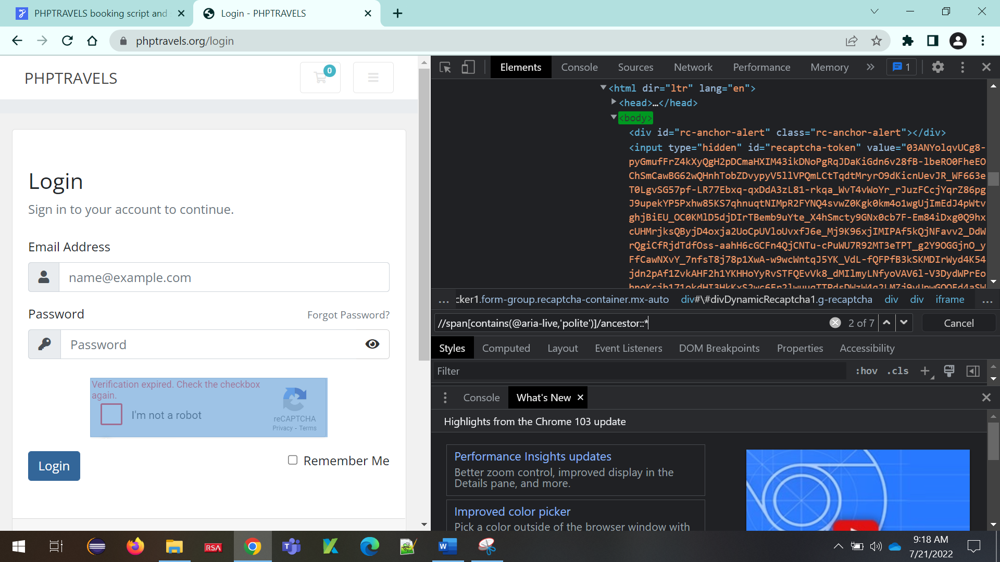 PHPTRAVELS booking script and
Login - PHPTRAVELS
phptravels.org/login
PHPTRAVELS
0
Login
Sign in to your account to continue.
Email Address
name@example.com
Password
Forgot Password?
Password
Verification expired. Check the checkbox
again.
I'm not a robot
reCAPTCHA
Privacy - Terms
Login
Remember Me
Elements
Console
Sources
Network
Performance
Memory
1
<html dir="ltr" lang="en">
<head>…</head>
<body>
<div id="rc-anchor-alert" class="rc-anchor-alert"></div>
<input type="hidden" id="recaptcha-token" value="03ANYolqvUCg8-
pyGmufFrZ4kXyQgH2pDCmaHXIM43ikDNoPgRqJDaKiGdn6v28fB-lbeRO0FheEO
ChSmCawBG62wQHnhTobZDvypyV5llVPQmLCtTqdtMryrO9dKicnUevJR_WF663e
T0LgvSG57pf-LR77Ebxq-qxDdA3zL81-rkqa_WvT4vWoYr_rJuzFCcjYqrZ86pg
J9upekYP5Pxhw85KS7qhnuqtNIMpR2FYNQ4svwZ0Kgk0km4o1wgUjImEdJ4pWtv
ghjBiEU_OC0KMlD5djDIrTBemb9uYte_X4hSmcty9GNx0cb7F-Em84iDxg0Q9hx
cUHMrjksQByjD4oxja2UoCpUVloUvxfJ6e_Mj9K96xjIMIPAf5kQjNFavv2_DdW
rQgiCfRjdTdfOss-aahH6cGCFn4QjCNTu-cPuWU7R92MT3eTPT_g2Y9OGGjnO_y
FfCawNXvY_7nfsT8j78p1XwA-w9wcWntqJ5YK_VdL-fQFPfB3kSKMDIrWyd4K54
jdn2pAf1ZvkAHF2h1YKHHoYyRvSTFQEvVk8_dMIlmyLNfyoVAV6l-V3DydWPrEo
... cker1.form-group.recaptcha-container.mx-auto div#\#divDynamicRecaptcha1.g-recaptcha div div iframe ...
//span[contains(@aria-live,'polite')]/ancestor::*
2 of 7
Cancel
Styles
Computed
Layout
Event Listeners
DOM Breakpoints
Properties
Accessibility
Filter
:hov
.cls
Console
What's New
Highlights from the Chrome 103 update
Performance Insights updates
Better zoom control, improved display in the
Details pane, and more.
Improved color picker
Pick a color outside of the browser window with
RSA
9:18 AM
7/21/2022